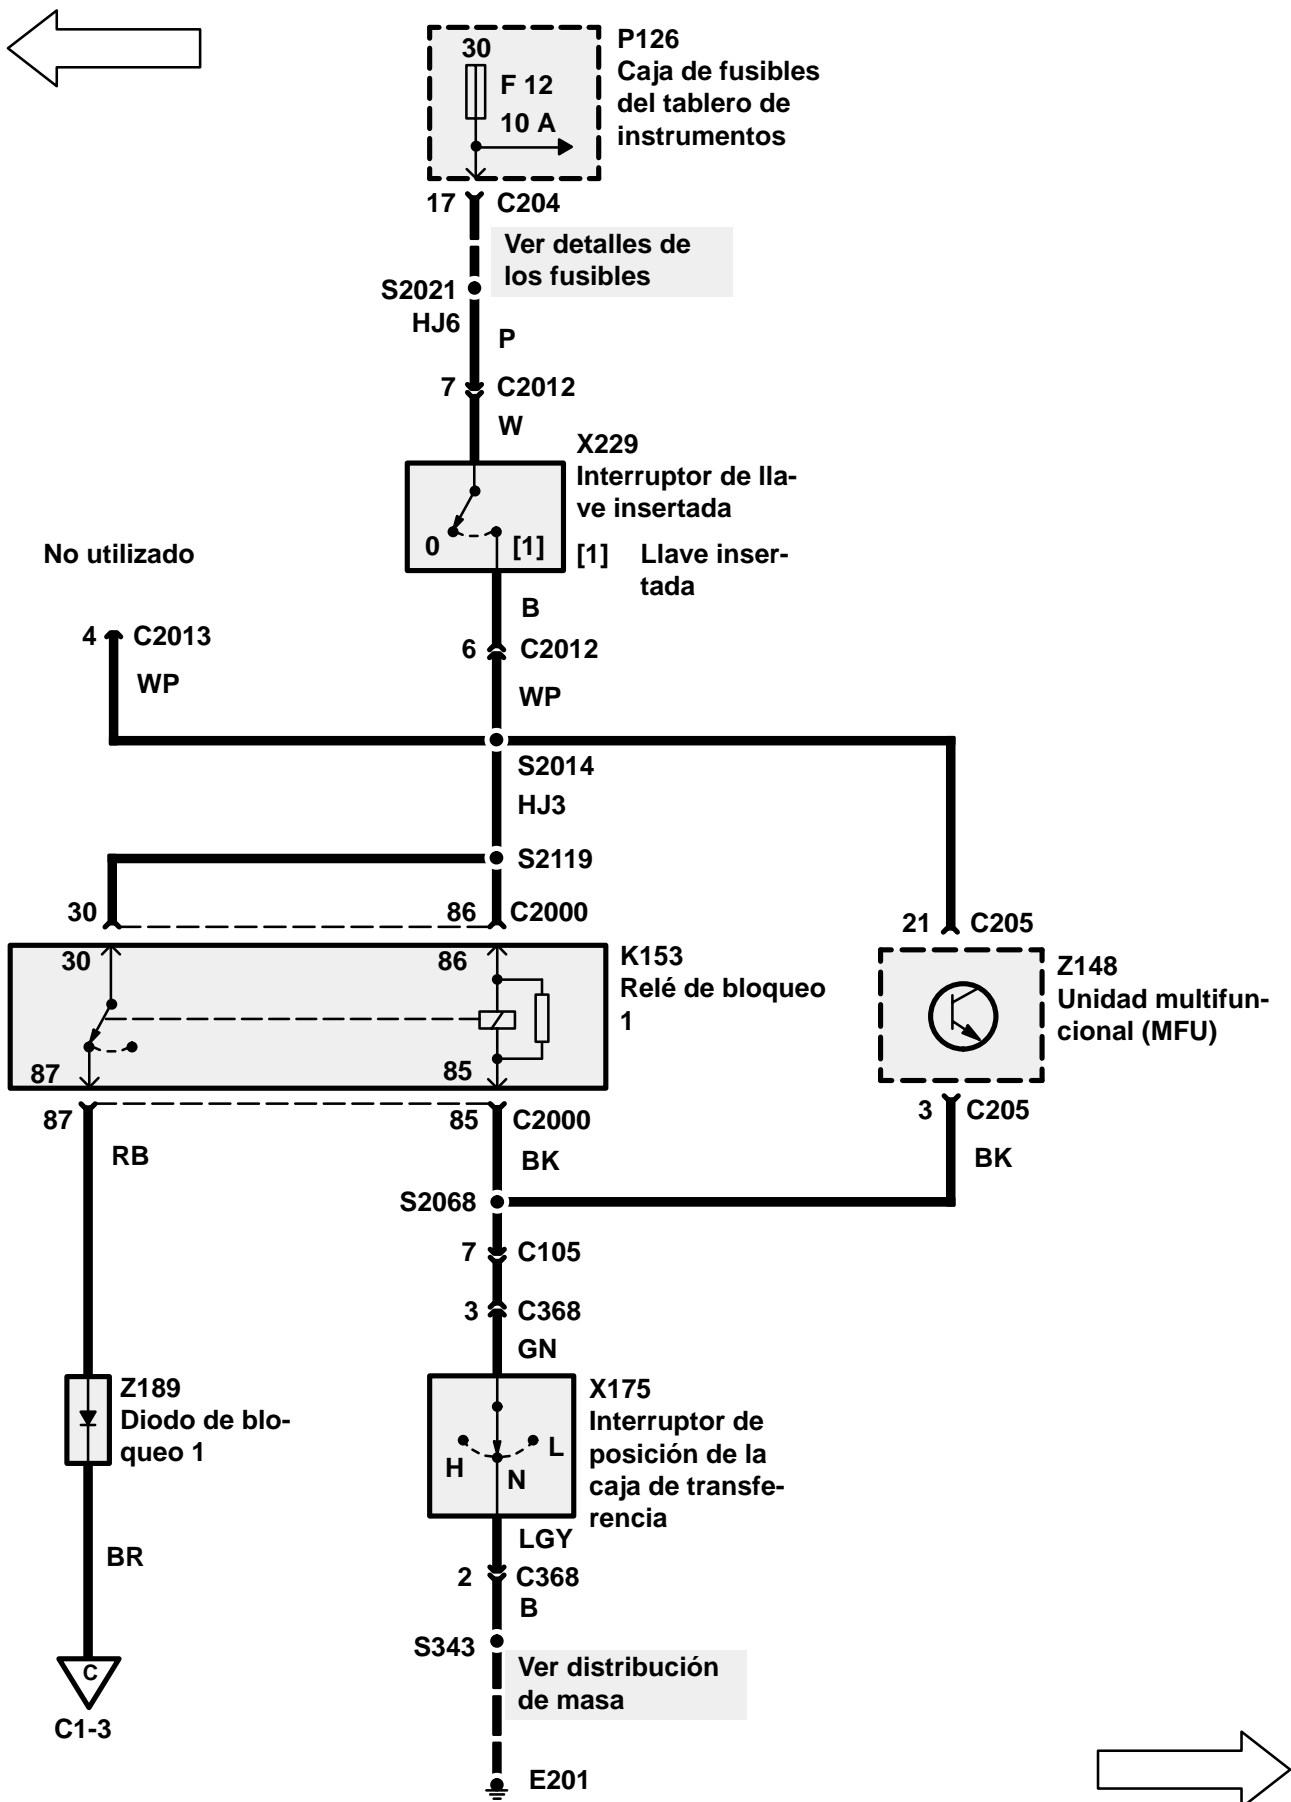 30
F 12
10 A
P126
Caja de fusibles
del tablero de
instrumentos
17
C204
Ver detalles de
los fusibles
S2021
HJ6
P
7
C2012
W
X229
Interruptor de lla-
ve insertada
0
[1]
[1] Llave inser-
tada
No utilizado
B
4
C2013
6
C2012
WP
WP
S2014
HJ3
S2119
30
86
C2000
21
C205
30
86
K153
Relé de bloqueo
1
Z148
Unidad multifun-
cional (MFU)
87
85
87
85
C2000
3
C205
RB
BK
BK
S2068
7
C105
3
C368
GN
Z189
Diodo de blo-
queo 1
X175
Interruptor de
posición de la
caja de transfe-
rencia
H
N
L
LGY
BR
2
C368
B
S343
Ver distribución
de masa
C
C1-3
E201